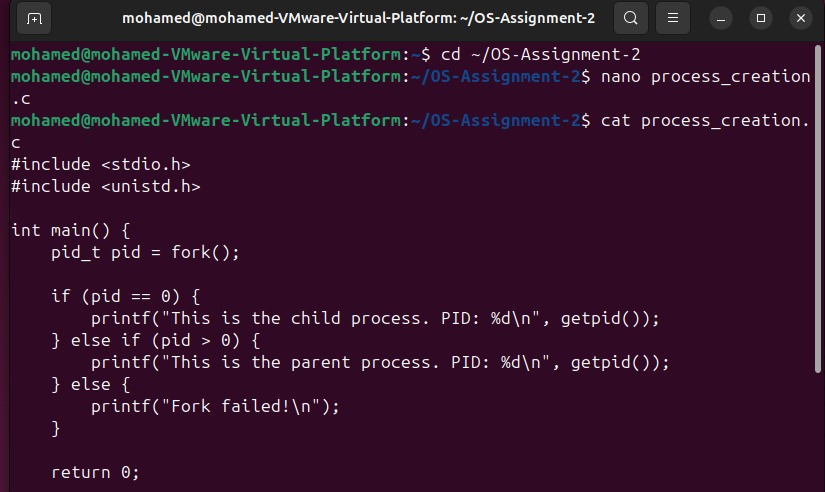 mohamed@mohamed-VMware-Virtual-Platform: ~/OS-Assignment-2
mohamed@mohamed-VMware-Virtual-Platform:~$ cd ~/OS-Assignment-2
mohamed@mohamed-VMware-Virtual-Platform:~/OS-Assignment-2$ nano process_creation
.c
mohamed@mohamed-VMware-Virtual-Platform:~/OS-Assignment-2$ cat process_creation.
c
#include <stdio.h>
#include <unistd.h>

int main() {
    pid_t pid = fork();

    if (pid == 0) {
        printf("This is the child process. PID: %d\n", getpid());
    } else if (pid > 0) {
        printf("This is the parent process. PID: %d\n", getpid());
    } else {
        printf("Fork failed!\n");
    }

    return 0;